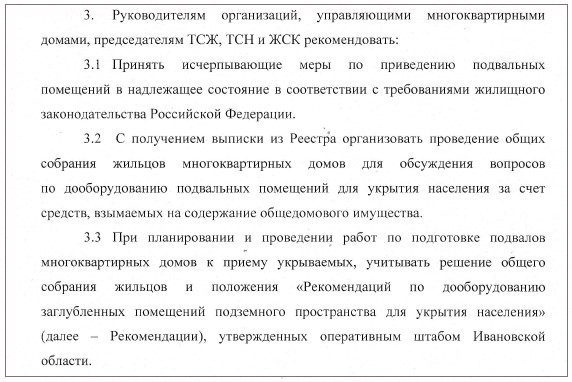 3. Руководителям организаций, управляющими многоквартирными
домами, председателям ТСЖ, ТСН и ЖСК рекомендовать:
3.1 Принять исчерпывающие меры по приведению подвальных
помещений в надлежащее состояние в соответствии с требованиями жилищного
законодательства Российской Федерации.
3.2 С получением выписки из Реестра организовать проведение общих
собрания жильцов многоквартирных домов для обсуждения вопросов
по дооборудованию подвальных помещений для укрытия населения за счет
средств, взымаемых на содержание общедомового имущества.
3.3 При планировании и проведении работ по подготовке подвалов
многоквартирных домов к приему укрываемых, учитывать решение общего
собрания жильцов и положения «Рекомендаций по дооборудованию
заглубленных помещений подземного пространства для укрытия населения»
(далее – Рекомендации), утвержденных оперативным штабом Ивановской
области.